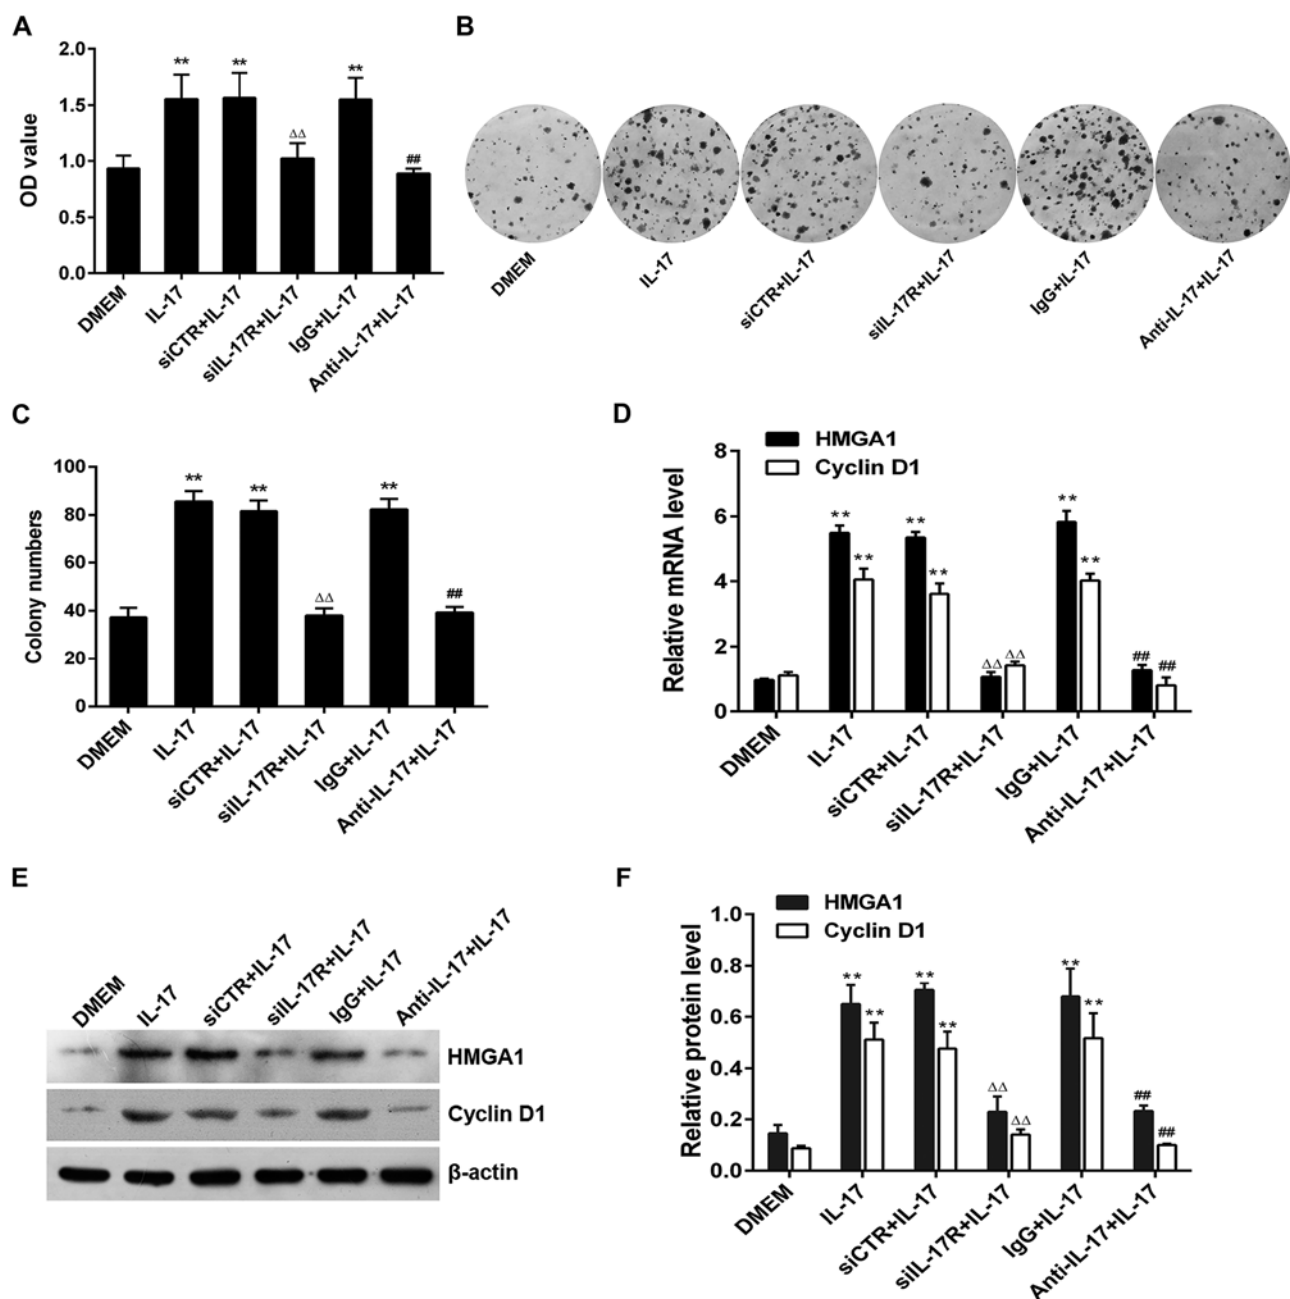 A
OD value
2.0
1.5
1.0
0.5
0.0
**
**
ΔΔ
**
##
DMEM
IL-17
siCTR+IL-17
siIL-17R+IL-17
IgG+IL-17
Anti-IL-17+IL-17
B
DMEM
IL-17
siCTR+IL-17
siIL-17R+IL-17
IgG+IL-17
Anti-IL-17+IL-17
C
Colony numbers
100
80
60
40
20
0
**
**
ΔΔ
**
##
DMEM
IL-17
siCTR+IL-17
siIL-17R+IL-17
IgG+IL-17
Anti-IL-17+IL-17
D
HMGA1
Cyclin D1
Relative mRNA level
8
6
4
2
0
**
**
**
**
ΔΔ
ΔΔ
**
**
##
##
DMEM
IL-17
siCTR+IL-17
siIL-17R+IL-17
IgG+IL-17
Anti-IL-17+IL-17
E
DMEM
IL-17
siCTR+IL-17
siIL-17R+IL-17
IgG+IL-17
Anti-IL-17+IL-17
HMGA1
Cyclin D1
β-actin
F
HMGA1
Cyclin D1
Relative protein level
1.0
0.8
0.6
0.4
0.2
0.0
**
**
**
**
ΔΔ
ΔΔ
**
**
##
##
DMEM
IL-17
siCTR+IL-17
siIL-17R+IL-17
IgG+IL-17
Anti-IL-17+IL-17